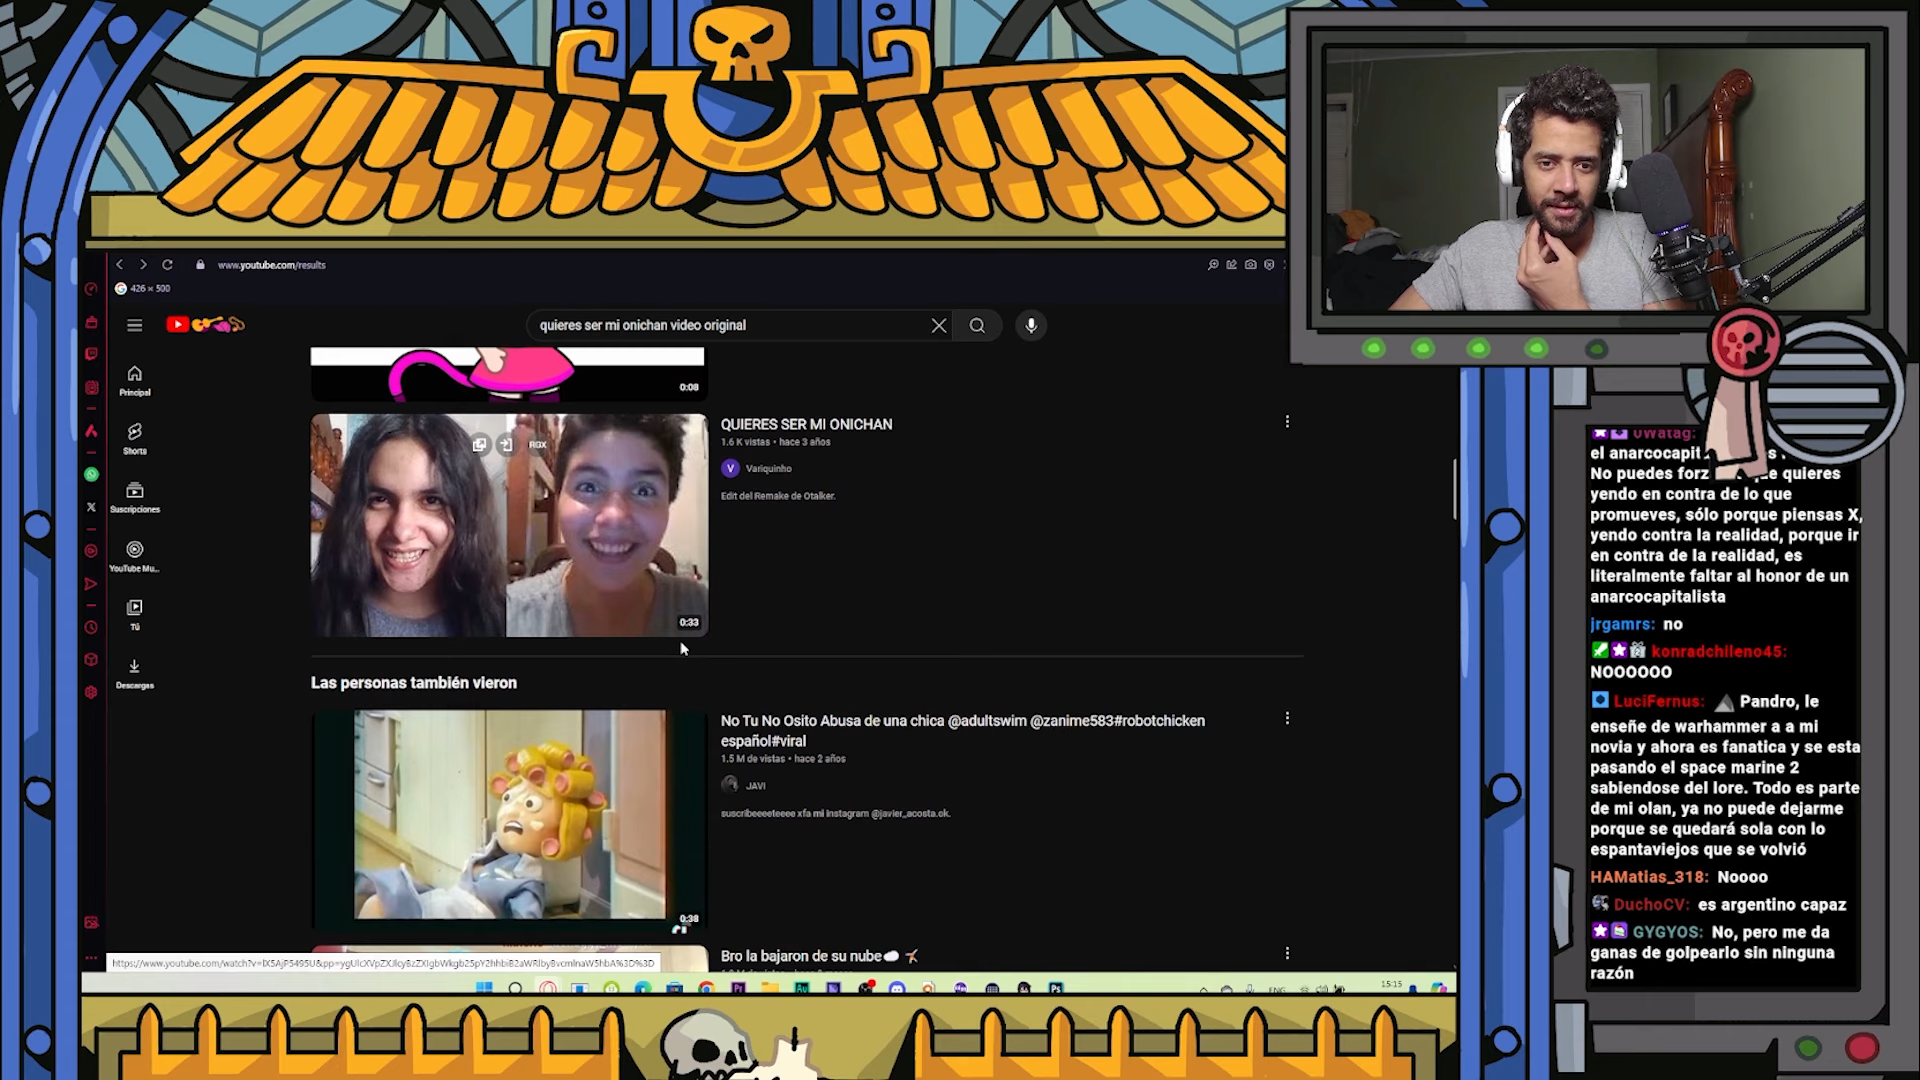 www.youtube.com/results
426 × 500
quieres ser mi onichan video original
Principal
Shorts
Suscripciones
YouTube Mu...
Tú
Descargas
0:08
RGX
0:33
QUIERES SER MI ONICHAN
1.6 K vistas • hace 3 años
V Variquinho
Edit del Remake de Otalker.
Las personas también vieron
0:38
No Tu No Osito Abusa de una chica @adultswim @zanime583#robotchicken
español#viral
1.5 M de vistas • hace 2 años
JAVI
suscribeeeeteeee xfa mi instagram @javier_acosta.ok.
Bro la bajaron de su nube
ENG
15:15
uwatag:
el anarcocapit
No puedes forz quieres
yendo en contra de lo que
promueves, sólo porque piensas X,
yendo contra la realidad, porque ir
en contra de la realidad, es
literalmente faltar al honor de un
anarcocapitalista
jrgamrs: no
konradchileno45:
NOOOOOO
LuciFernus: Pandro, le
enseñe de warhammer a a mi
novia y ahora es fanatica y se esta
pasando el space marine 2
sabiendose del lore. Todo es parte
de mi olan, ya no puede dejarme
porque se quedará sola con lo
espantaviejos que se volvió
HAMatias_318: Noooo
DuchoCV: es argentino capaz
GYGYOS: No, pero me da
ganas de golpearlo sin ninguna
razón